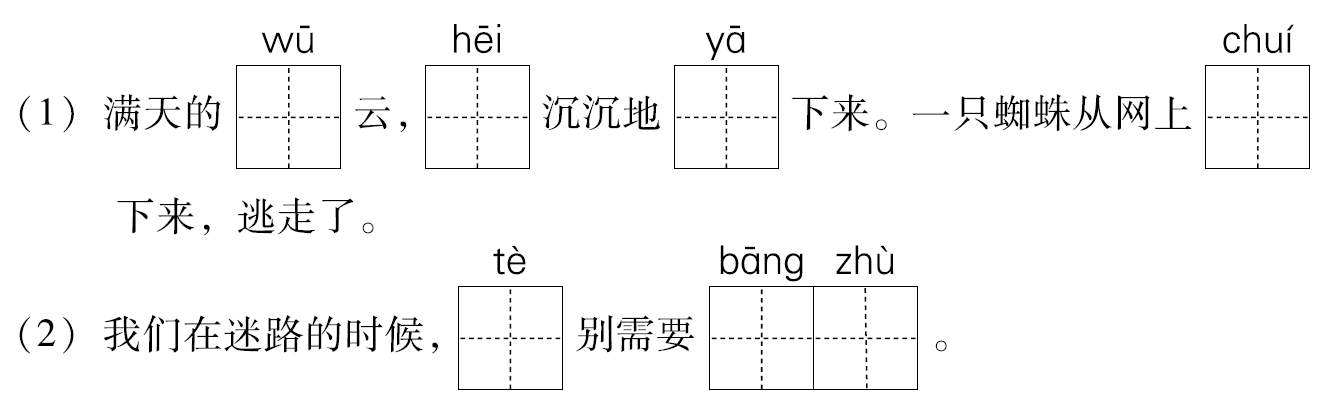 wū hēi yā chuí
（1）满天的 云，沉沉地 下来。一只蜘蛛从网上
下来，逃走了。
tè bāng zhù
（2）我们在迷路的时候， 别需要 。